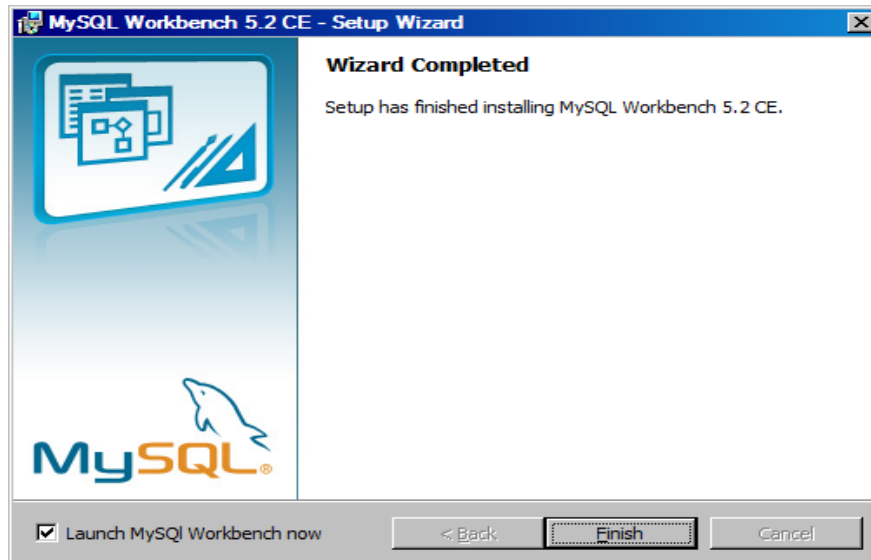 MySQL Workbench 5.2 CE - Setup Wizard
Wizard Completed
Setup has finished installing MySQL Workbench 5.2 CE.
MySQL®
Launch MySQl Workbench now
< Back
Finish
Cancel